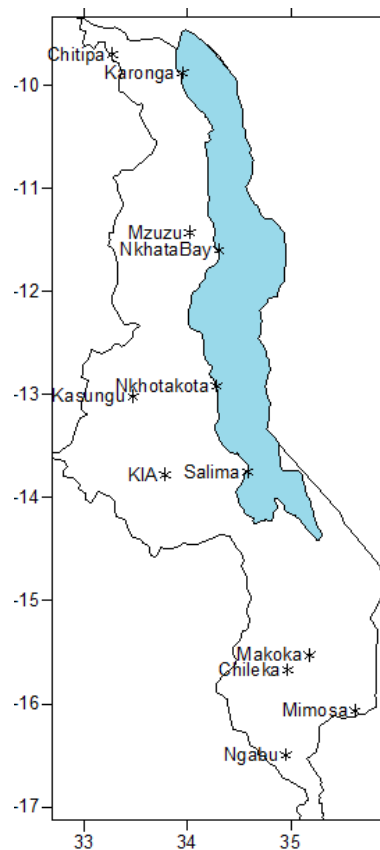 Chitipa
-10
Karonga
-11
Mzuzu
NkhataBay
-12
Nkhotakota
-13
Kasungu
KIA
Salima
-14
-15
Makoka
Chileka
-16
Mimosa
Ngabu
-17
33 34 35